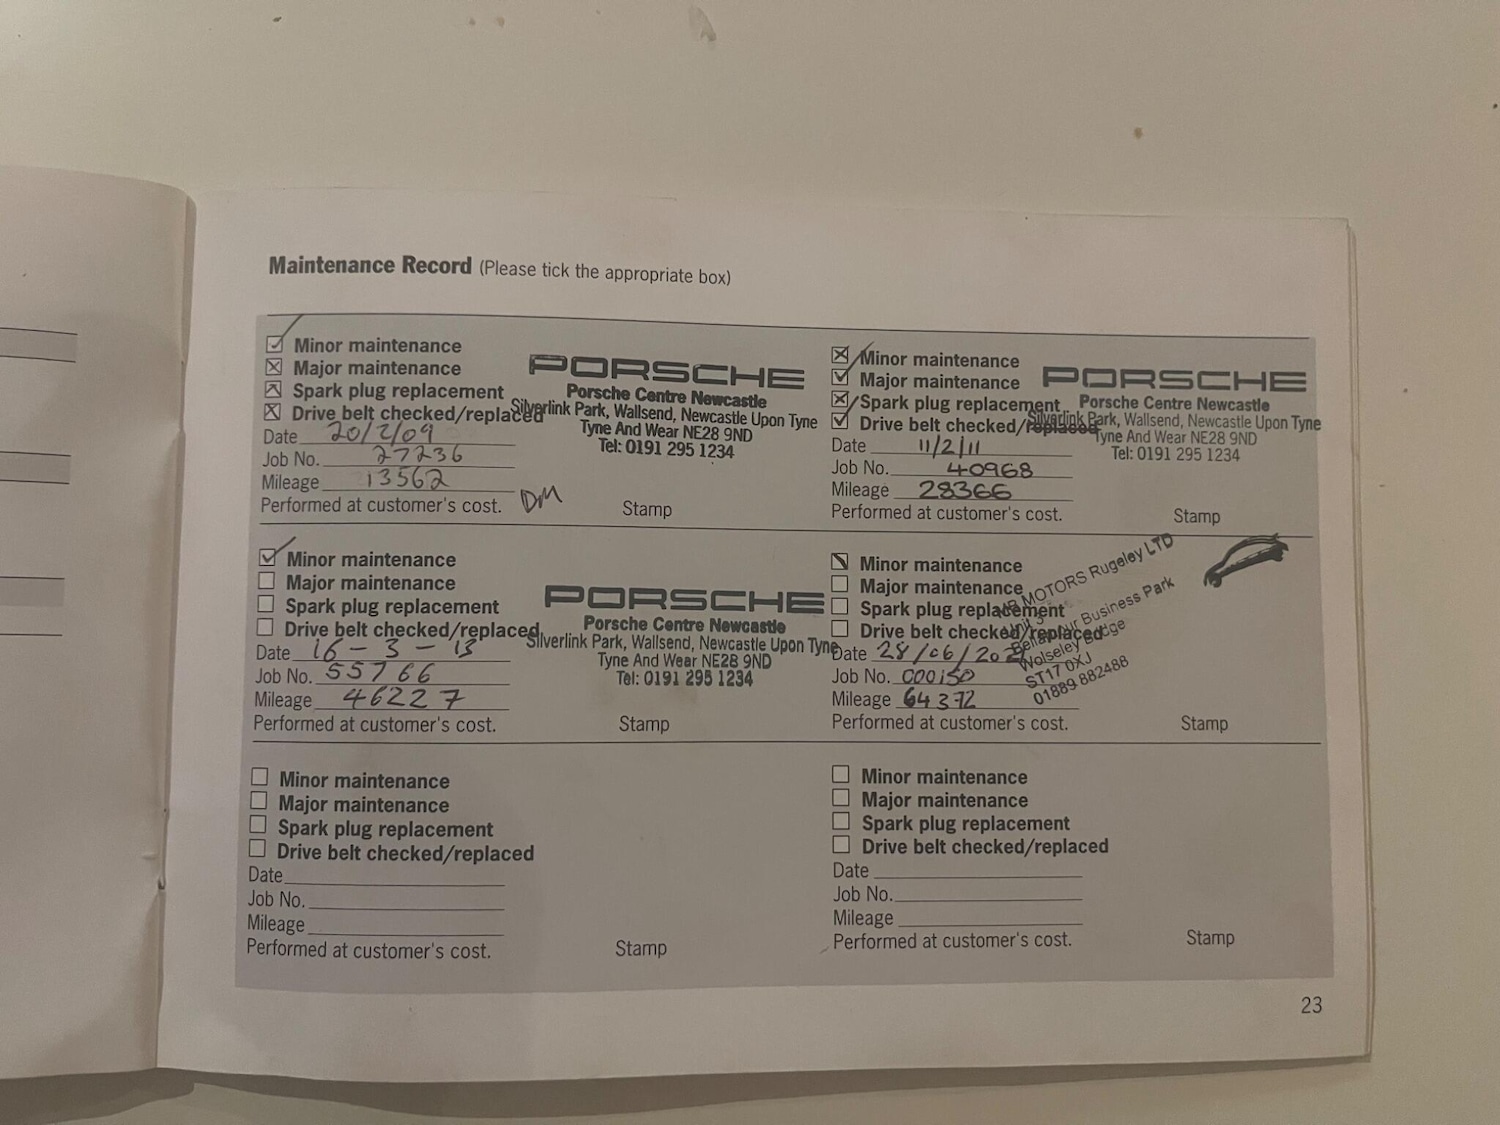 Maintenance Record (Please tick the appropriate box)
Minor maintenance
Major maintenance
Spark plug replacement
Drive belt checked/replaced
Date 20/2/09
Job No. 27236
Mileage 13562
Performed at customer's cost.
DM
PORSCHE
Porsche Centre Newcastle
Silverlink Park, Wallsend, Newcastle Upon Tyne
Tyne And Wear NE28 9ND
Tel: 0191 295 1234
Stamp
Minor maintenance
Major maintenance
Spark plug replacement
Drive belt checked/replaced
Date 11/2/11
Job No. 40968
Mileage 28366
Performed at customer's cost.
PORSCHE
Porsche Centre Newcastle
Silverlink Park, Wallsend, Newcastle Upon Tyne
Tyne And Wear NE28 9ND
Tel: 0191 295 1234
Stamp
Minor maintenance
Major maintenance
Spark plug replacement
Drive belt checked/replaced
Date 16-3-13
Job No. 55766
Mileage 46227
Performed at customer's cost.
PORSCHE
Porsche Centre Newcastle
Silverlink Park, Wallsend, Newcastle Upon Tyne
Tyne And Wear NE28 9ND
Tel: 0191 295 1234
Stamp
Minor maintenance
Major maintenance
Spark plug replacement
Drive belt checked/replaced
Date 28/06/
Job No. 000150
Mileage 64372
Performed at customer's cost.
MOTORS Rugeley LTD
Unit 3
Business Park
Wolseley Bridge
ST17 0XJ
01889 882488
Stamp
Minor maintenance
Major maintenance
Spark plug replacement
Drive belt checked/replaced
Date
Job No.
Mileage
Performed at customer's cost.
Stamp
Minor maintenance
Major maintenance
Spark plug replacement
Drive belt checked/replaced
Date
Job No.
Mileage
Performed at customer's cost.
Stamp
23